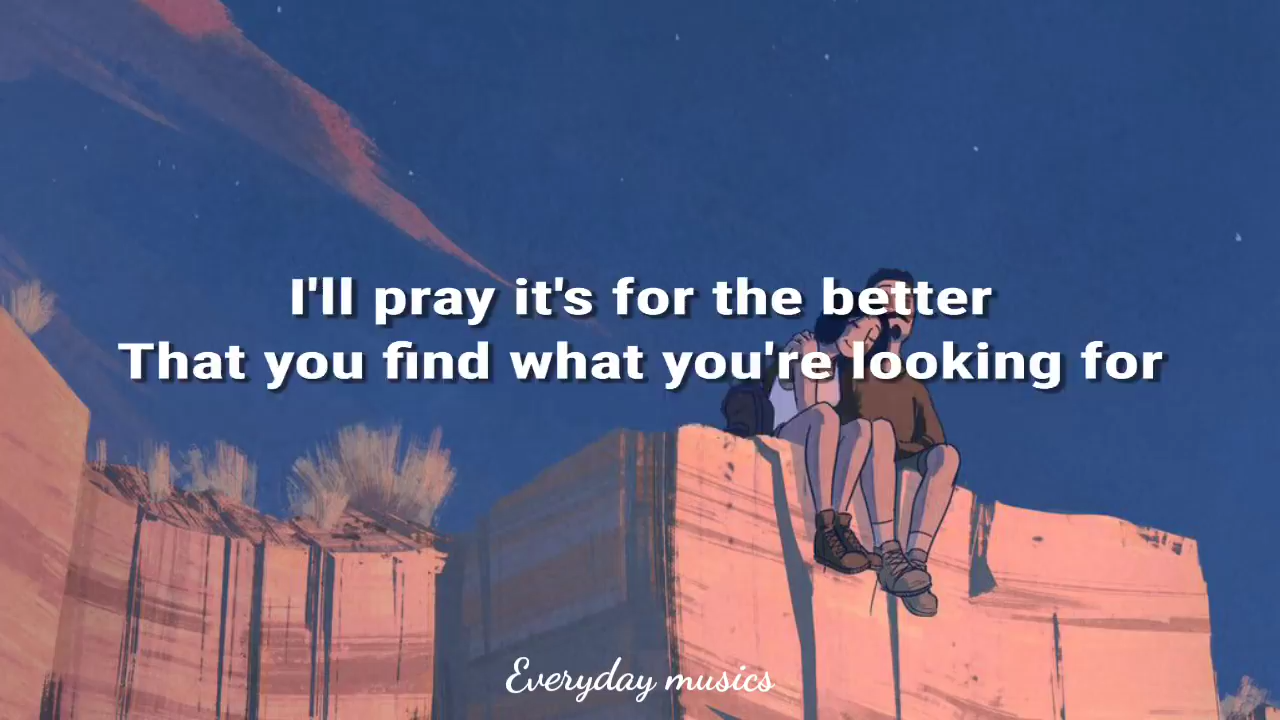 I'll pray it's for the better
That you find what you're looking for
Everyday musics